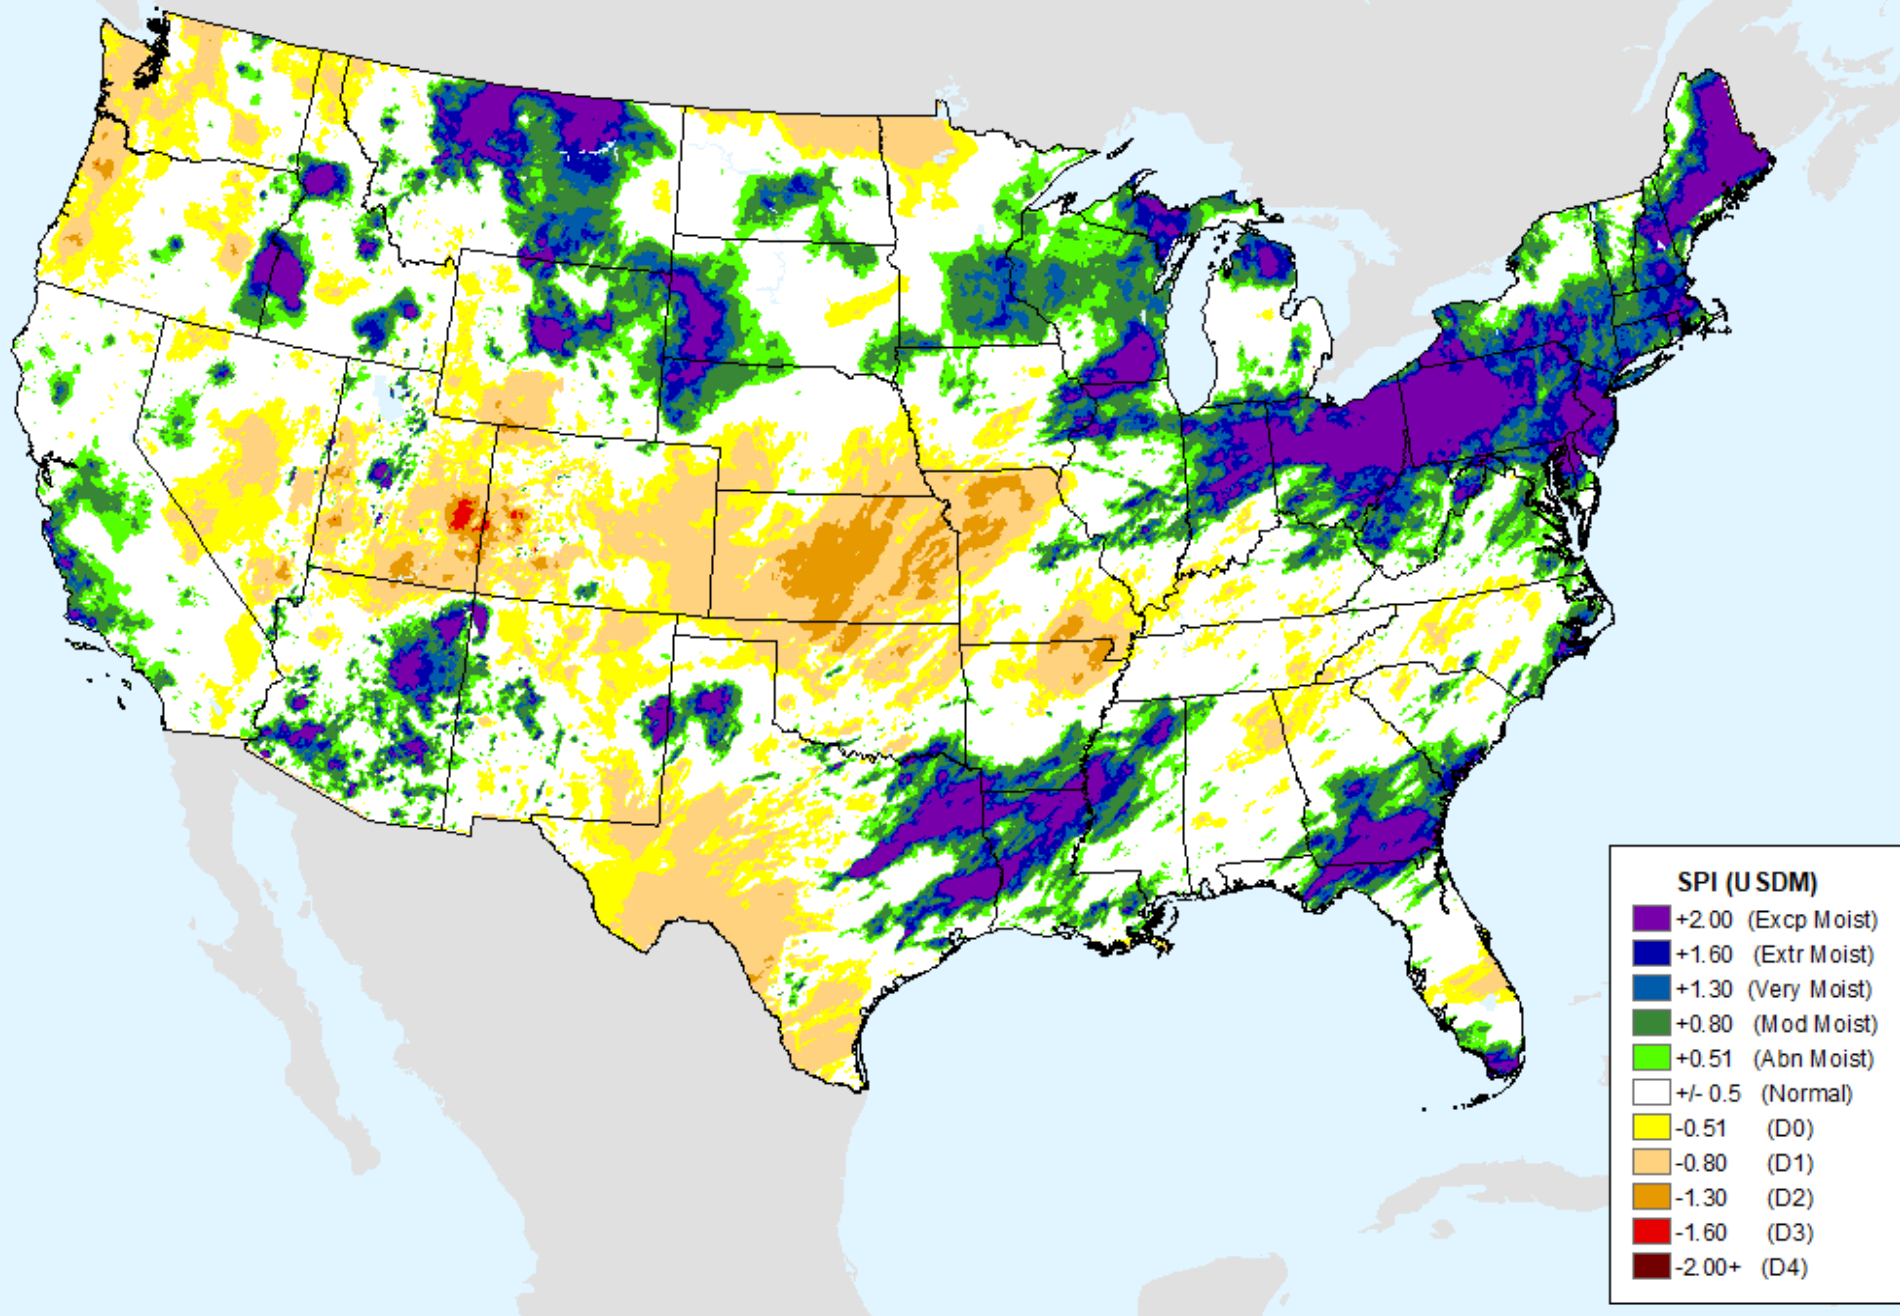 SPI (USDM)
+2.00 (Excp Moist)
+1.60 (Extr Moist)
+1.30 (Very Moist)
+0.80 (Mod Moist)
+0.51 (Abn Moist)
+/- 0.5 (Normal)
-0.51 (D0)
-0.80 (D1)
-1.30 (D2)
-1.60 (D3)
-2.00+ (D4)